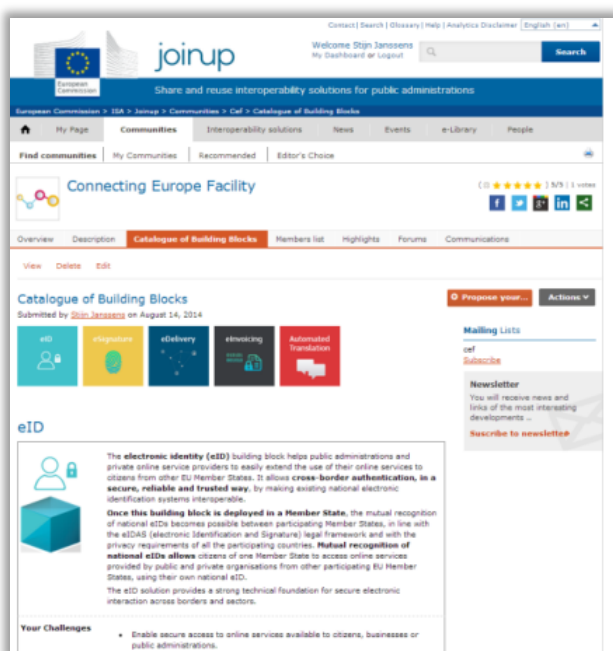 Contact | Search | Glossary | Help | Analytics Disclaimer English (en)
joinup
Welcome Stijn Janssens
My Dashboard or Logout
Search
European
Commission
Share and reuse interoperability solutions for public administrations
European Commission > ISA > Joinup > Communities > Cef > Catalogue of Building Blocks
My Page Communities Interoperability solutions News Events e-Library People
Find communities My Communities Recommended Editor's Choice
Connecting Europe Facility
5/5 | 1 votes
Overview Description Catalogue of Building Blocks Members list Highlights Forums Communications
View Delete Edit
Catalogue of Building Blocks
Propose your... Actions
Submitted by Stijn Janssens on August 14, 2014
eID eSignature eDelivery eInvoicing Automated
Translation
Mailing Lists
cef
Subscribe
Newsletter
You will receive news and
links of the most interesting
developments ..
Suscribe to newsletter
eID
The electronic identity (eID) building block helps public administrations and
private online service providers to easily extend the use of their online services to
citizens from other EU Member States. It allows cross-border authentication, in a
secure, reliable and trusted way, by making existing national electronic
identification systems interoperable.
Once this building block is deployed in a Member State, the mutual recognition
of national eIDs becomes possible between participating Member States, in line with
the eIDAS (electronic Identification and Signature) legal framework and with the
privacy requirements of all the participating countries. Mutual recognition of
national eIDs allows citizens of one Member State to access online services
provided by public and private organisations from other participating EU Member
States, using their own national eID.
The eID solution provides a strong technical foundation for secure electronic
interaction across borders and sectors.
Your Challenges
• Enable secure access to online services available to citizens, businesses or
public administrations.